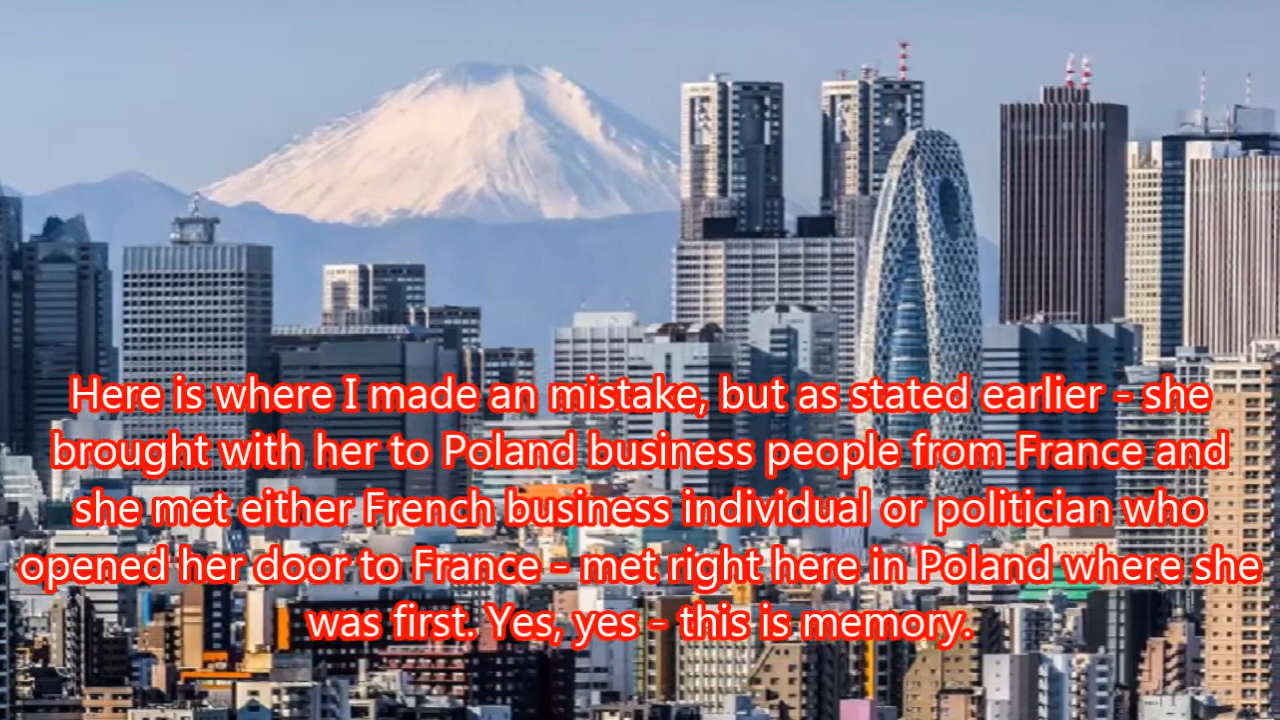 Here is where I made an mistake, but as stated earlier - she
brought with her to Poland business people from France and
she met either French business individual or politician who
opened her door to France - met right here in Poland where she
was first. Yes, yes - this is memory.